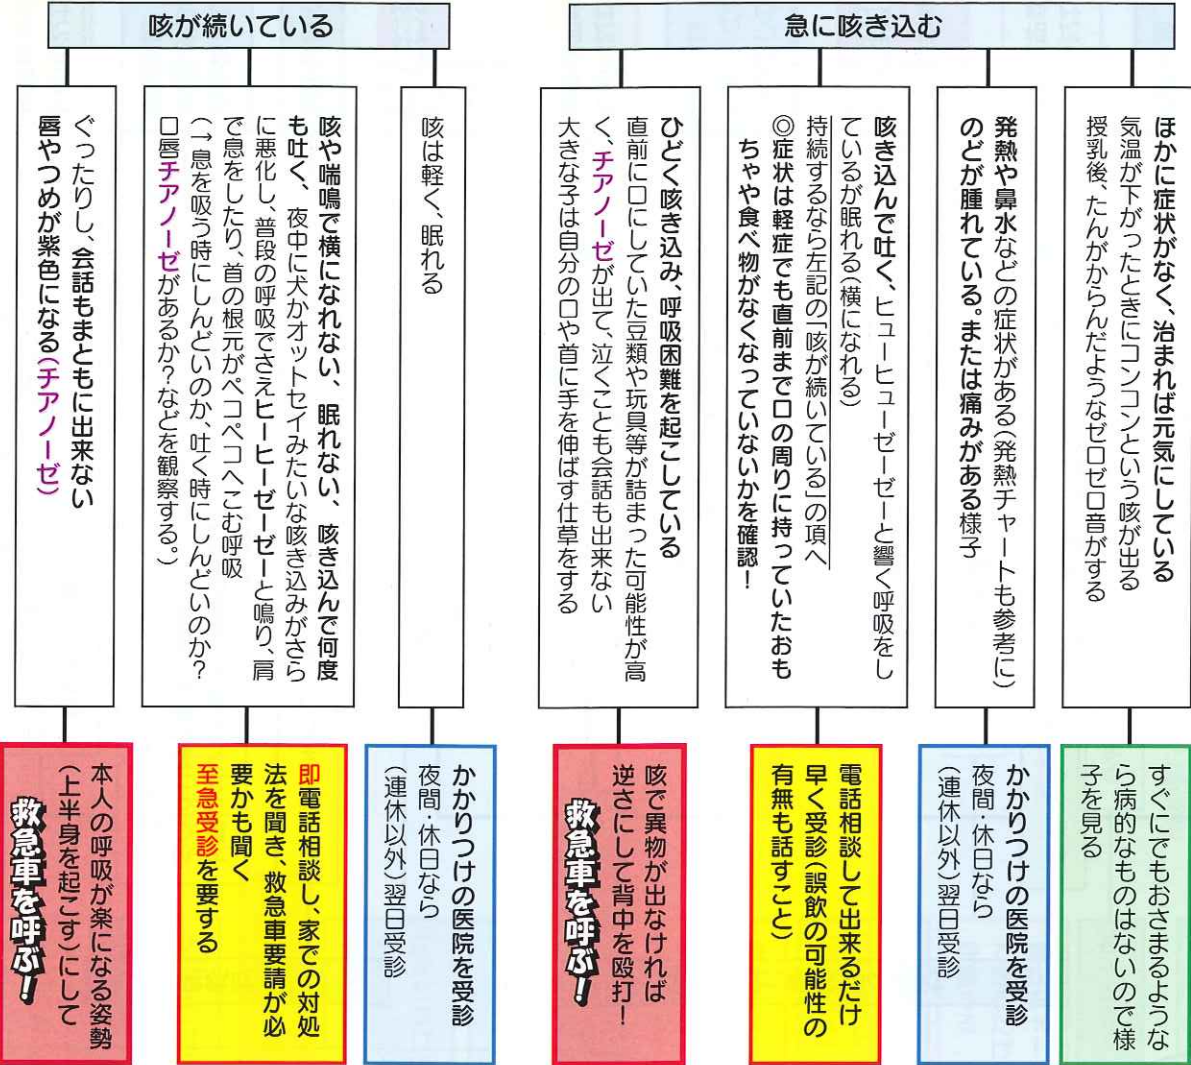 急に咳き込む
ほかに症状がなく、治まれば元気にしている
気温が下がったときにコンコンという咳が出る
授乳後、たんがからんだようなゼロゼロ音がする
すぐにでもおさまるような
ら病的なものはないので様
子を見る
発熱や鼻水などの症状がある(発熱チャートも参考に)
のどが腫れている。または痛みがある様子
かかりつけの医院を受診
夜間・休日なら
(連休以外)翌日受診
咳き込んで吐く、ヒューヒューゼーゼーと響く呼吸をし
ているが眠れる(横になれる)
持続するなら左記の「咳が続いている」の項へ
◎症状は軽症でも直前まで口の周りに持っていたおも
ちゃや食べ物がなくなっていないかを確認!
電話相談して出来るだけ
早く受診(誤飲の可能性の
有無も話すこと)
ひどく咳き込み、呼吸困難を起こしている
直前に口にしていた豆類や玩具等が詰まった可能性が高
く、チアノーゼが出て、泣くことも会話も出来ない
大きな子は自分の口や首に手を伸ばす仕草をする
咳で異物が出なければ
逆さにして背中を殴打!
救急車を呼ぶ!
咳が続いている
咳は軽く、眠れる
かかりつけの医院を受診
夜間・休日なら
(連休以外)翌日受診
咳や喘鳴で横になれない、眠れない、咳き込んで何度
も吐く、夜中に犬かオットセイみたいな咳き込みがさら
に悪化し、普段の呼吸でさえヒーヒーゼーゼーと鳴り、肩
で息をしたり、首の根元がペコペコへこむ呼吸
(→息を吸う時にしんどいのか、吐く時にしんどいのか?
口唇チアノーゼがあるか?などを観察する。)
即電話相談し、家での対処
法を聞き、救急車要請が必
要かも聞く
至急受診を要する
ぐったりし、会話もまともに出来ない
唇やつめが紫色になる(チアノーゼ)
本人の呼吸が楽になる姿勢
(上半身を起こす)にして
救急車を呼ぶ!